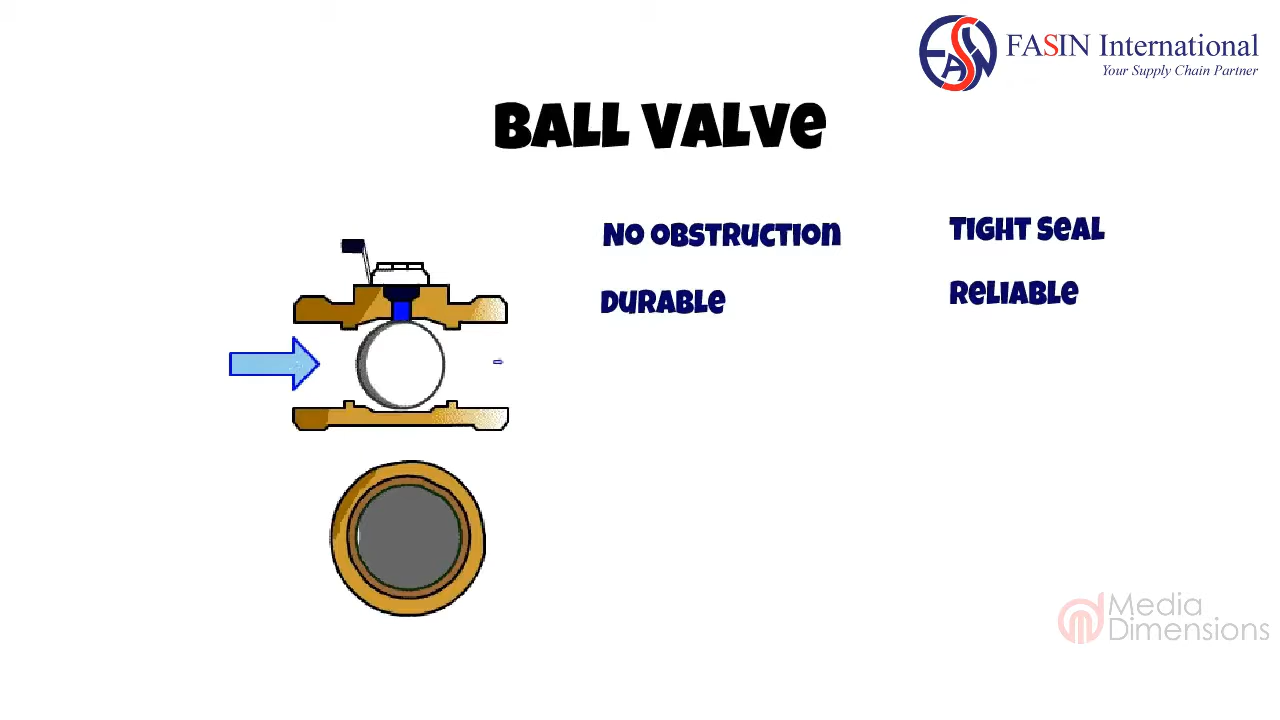 FASIN International
Your Supply Chain Partner
BALL VALVE
NO OBSTRUCTION
TIGHT SEAL
DURABLE
RELIABLE
Media
Dimensions